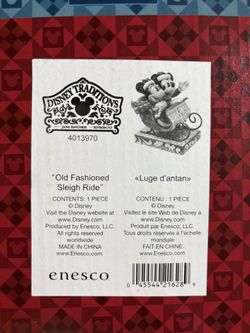 DISNEY TRADITIONS
JIM SHORE ENESCO
4013970
"Old Fashioned
Sleigh Ride"
CONTENTS: 1 PIECE
© Disney
Visit the Disney website at
www.Disney.com
Produced by Enesco, LLC.
All rights reserved
worldwide
MADE IN CHINA
www.Enesco.com
«Luge d'antan»
CONTENU : 1 PIÈCE
© Disney
Visitez le site Web de Disney à
www.Disney.com
Produit par Enesco, LLC.
Tous droits réservés à l'échelle
mondiale
FAIT EN CHINE
www.Enesco.com
enesco
0 45544 21628 9